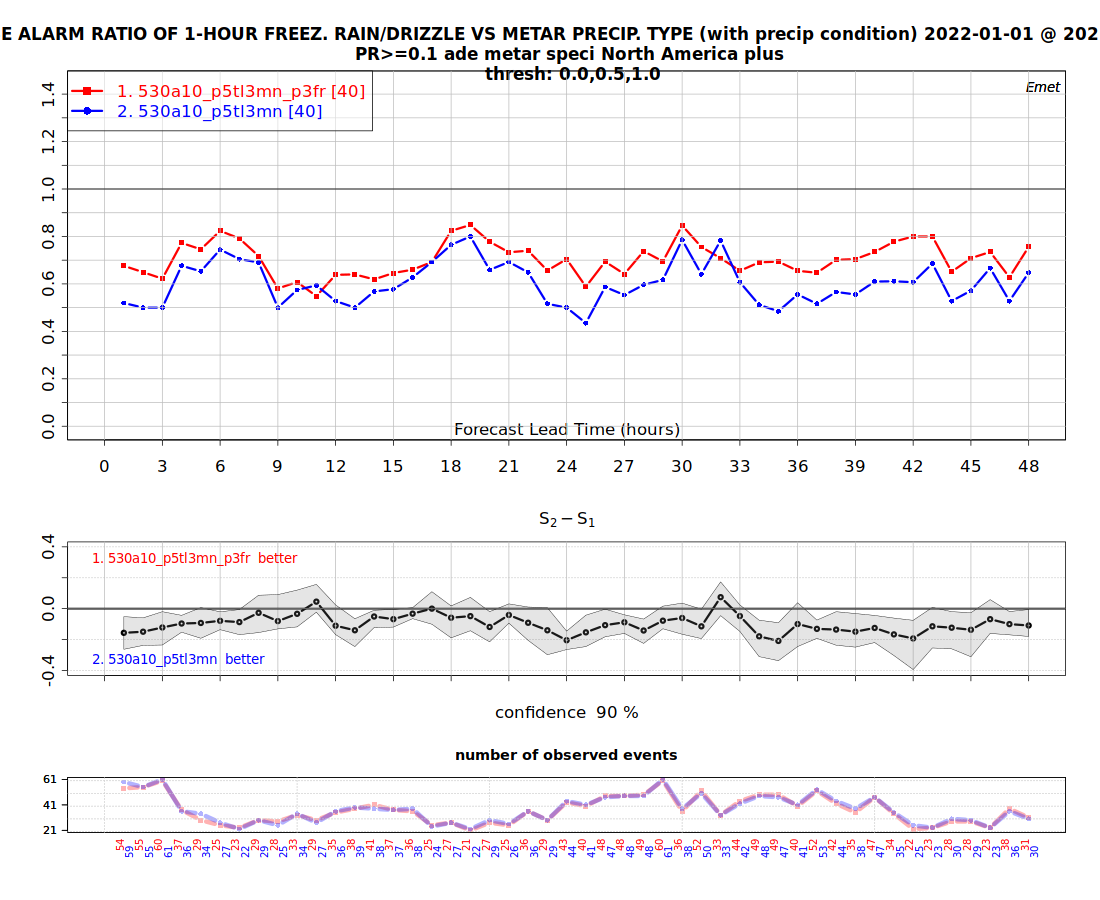 E ALARM RATIO OF 1-HOUR FREEZ. RAIN/DRIZZLE VS METAR PRECIP. TYPE (with precip condition) 2022-01-01 @ 202
PR>=0.1 ade metar speci North America plus
thresh: 0.0,0.5,1.0
Emet
1. 530a10_p5tl3mn_p3fr [40]
2. 530a10_p5tl3mn [40]
1.4
1.2
1.0
0.8
0.6
0.4
0.2
0.0
Forecast Lead Time (hours)
0 3 6 9 12 15 18 21 24 27 30 33 36 39 42 45 48
S2 − S1
0.4
0.0
-0.4
1. 530a10_p5tl3mn_p3fr better
2. 530a10_p5tl3mn better
confidence 90 %
number of observed events
61
41
21